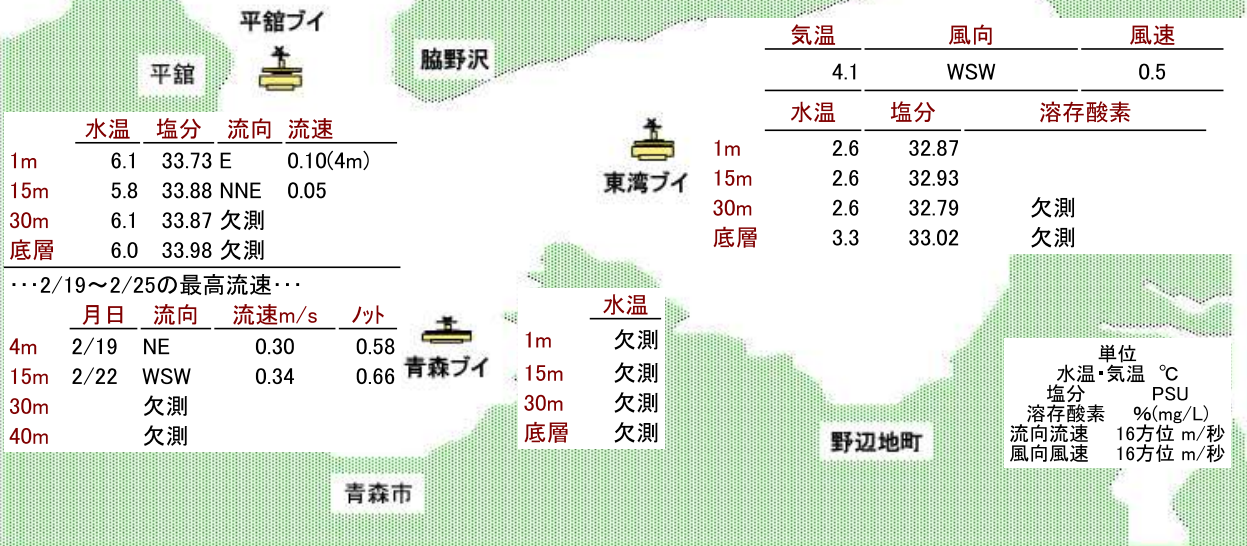 平舘ブイ
平舘
脇野沢
水温 塩分 流向 流速
1m 6.1 33.73 E 0.10(4m)
15m 5.8 33.88 NNE 0.05
30m 6.1 33.87 欠測
底層 6.0 33.98 欠測
…2/19～2/25の最高流速…
月日 流向 流速m/s ノット
4m 2/19 NE 0.30 0.58
15m 2/22 WSW 0.34 0.66
30m 欠測
40m 欠測
気温 風向 風速
4.1 WSW 0.5
水温 塩分 溶存酸素
1m 2.6 32.87
15m 2.6 32.93
30m 2.6 32.79 欠測
底層 3.3 33.02 欠測
東湾ブイ
青森ブイ
水温
1m 欠測
15m 欠測
30m 欠測
底層 欠測
単位
水温・気温 ℃
塩分 PSU
溶存酸素 %(mg/L)
流向流速 16方位 m/秒
風向風速 16方位 m/秒
野辺地町
青森市